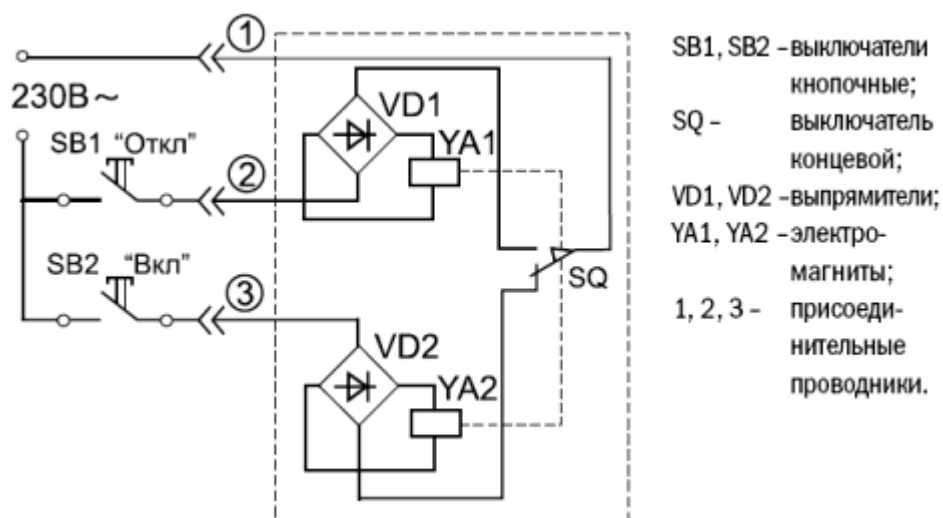 1
230В ~
VD1
SB1 "Откл"
YA1
2
SB2 "Вкл"
SQ
3
VD2
YA2
SB1, SB2 – выключатели
кнопочные;
SQ – выключатель
концевой;
VD1, VD2 – выпрямители;
YA1, YA2 – электро-
магниты;
1, 2, 3 – присоеди-
нительные
проводники.